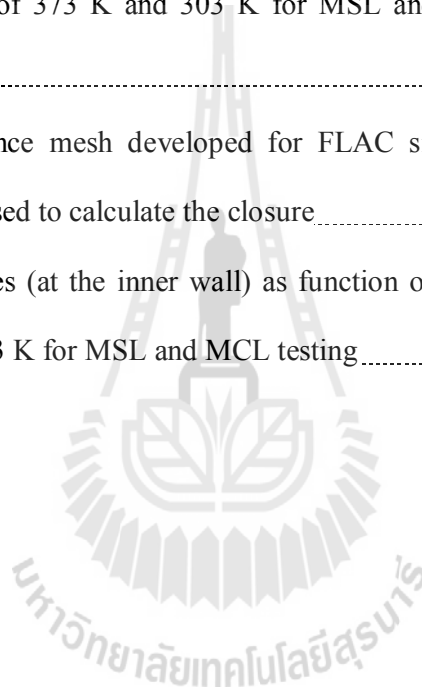 of 373 K and 303 K for MSL and
nce mesh developed for FLAC s
sed to calculate the closure
es (at the inner wall) as function o
3 K for MSL and MCL testing
มหาวิทยาลัยเทคโนโลยีสุรนารี